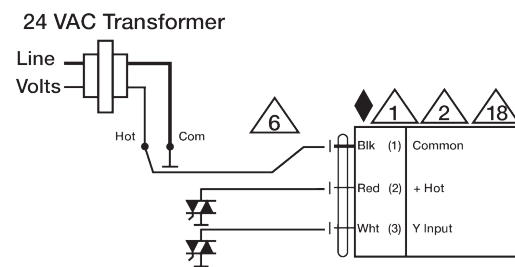 24 VAC Transformer
Line
Volts
Hot
Com
6
1
2
18
Blk (1) Common
Red (2) + Hot
Wht (3) Y Input